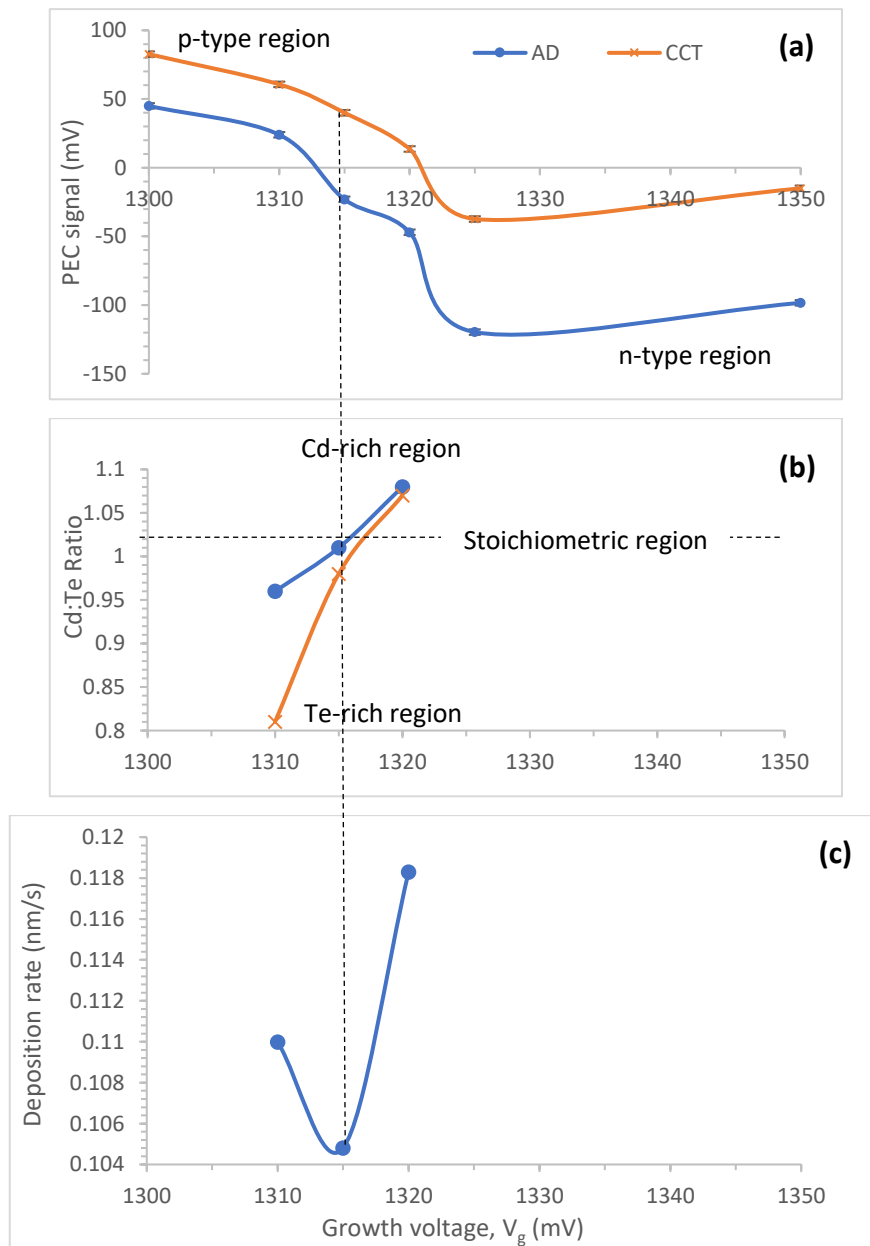 p-type region
AD
CCT
(a)
100
50
0
-50
-100
-150
1300
1310
1320
1330
1340
1350
PEC signal (mV)
n-type region
Cd-rich region
(b)
1.1
1.05
1
0.95
0.9
0.85
0.8
Cd:Te Ratio
Stoichiometric region
Te-rich region
1300
1310
1320
1330
1340
1350
(c)
0.12
0.118
0.116
0.114
0.112
0.11
0.108
0.106
0.104
Deposition rate (nm/s)
1300
1310
1320
1330
1340
1350
Growth voltage, Vg (mV)